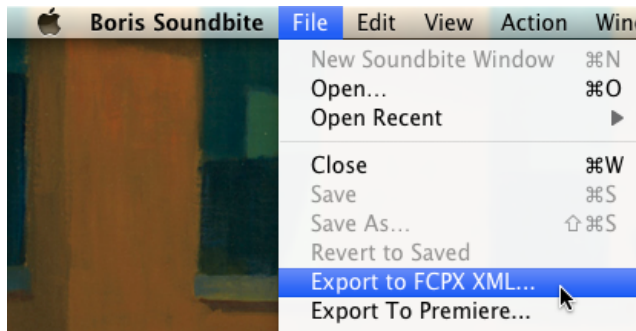 Boris Soundbite File Edit View Action
New Soundbite Window ⌘N
Open... ⌘O
Open Recent ▶
Close ⌘W
Save ⌘S
Save As... ⇧⌘S
Revert to Saved
Export to FCPX XML...
Export To Premiere...